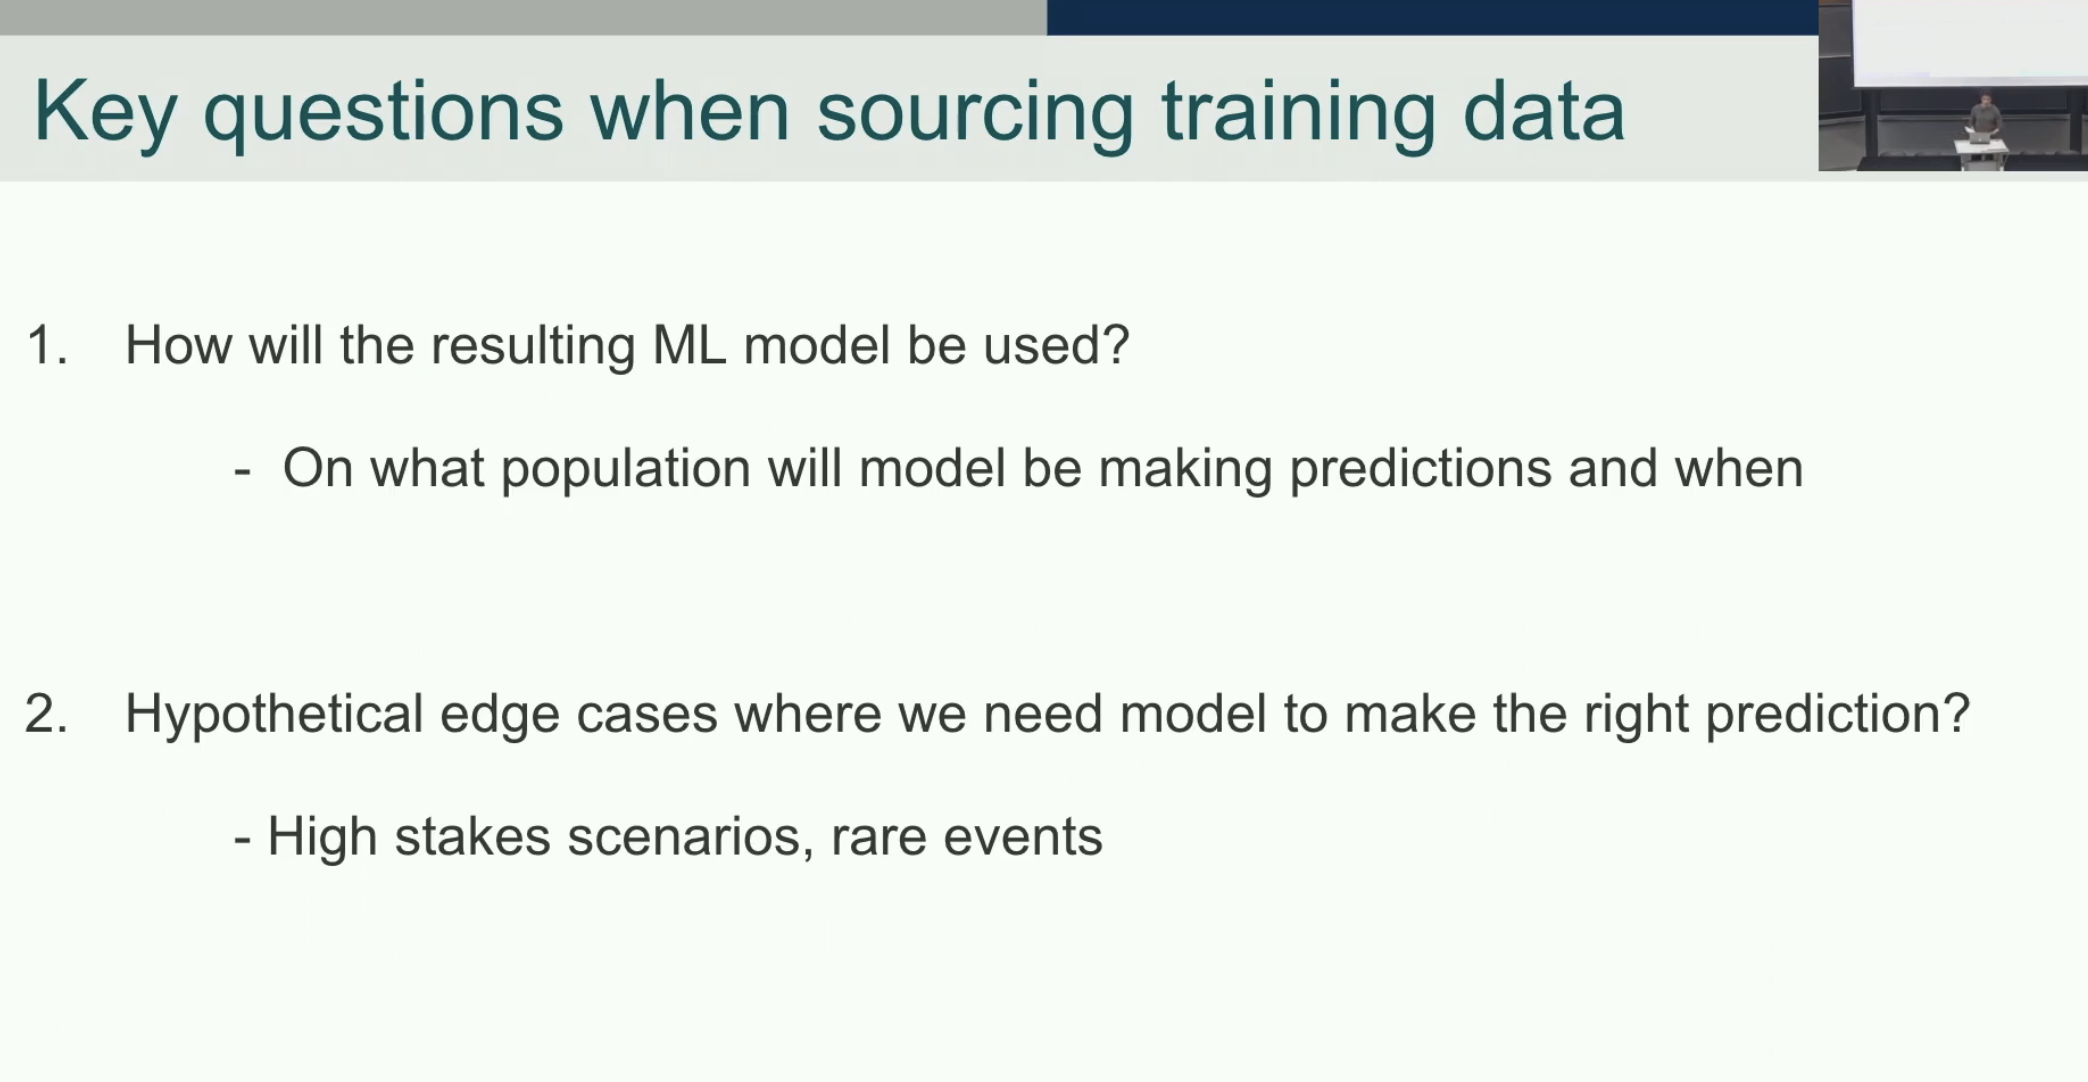 Key questions when sourcing training data
1. How will the resulting ML model be used?
- On what population will model be making predictions and when
2. Hypothetical edge cases where we need model to make the right prediction?
- High stakes scenarios, rare events